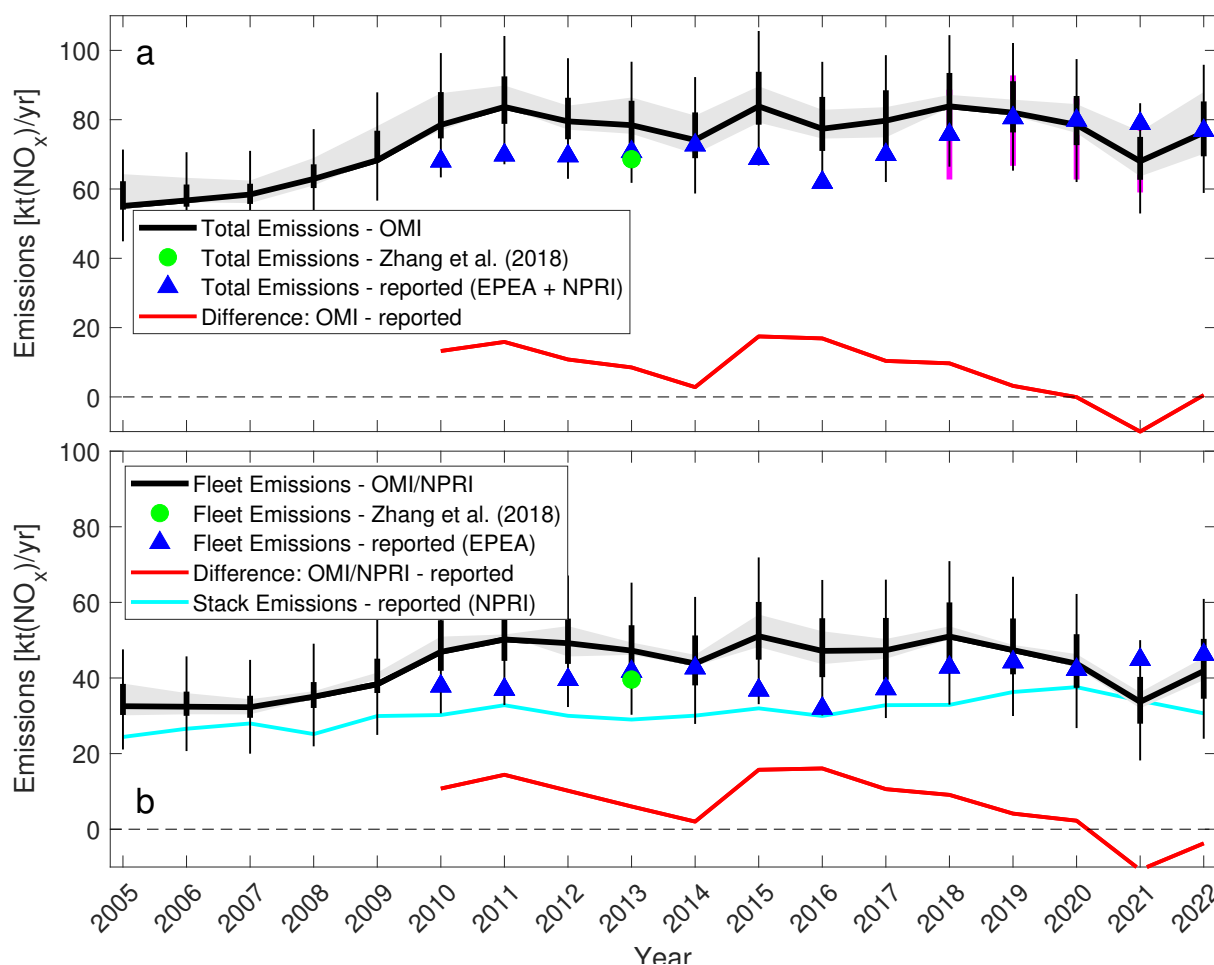 a
100
80
60
40
20
0
Emissions [kt(NOx)/yr]
Total Emissions - OMI
Total Emissions - Zhang et al. (2018)
Total Emissions - reported (EPEA + NPRI)
Difference: OMI - reported
b
100
80
60
40
20
0
Emissions [kt(NOx)/yr]
Fleet Emissions - OMI/NPRI
Fleet Emissions - Zhang et al. (2018)
Fleet Emissions - reported (EPEA)
Difference: OMI/NPRI - reported
Stack Emissions - reported (NPRI)
2005 2006 2007 2008 2009 2010 2011 2012 2013 2014 2015 2016 2017 2018 2019 2020 2021 2022
Year